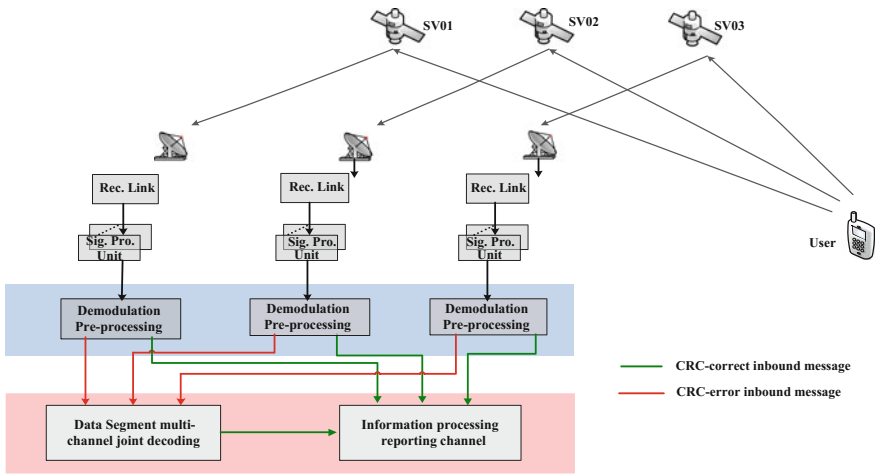 SV01
SV02
SV03
User
Rec. Link
Rec. Link
Rec. Link
Sig. Pro.
Unit
Sig. Pro.
Unit
Sig. Pro.
Unit
Demodulation
Pre-processing
Demodulation
Pre-processing
Demodulation
Pre-processing
CRC-correct inbound message
CRC-error inbound message
Data Segment multi-
channel joint decoding
Information processing
reporting channel